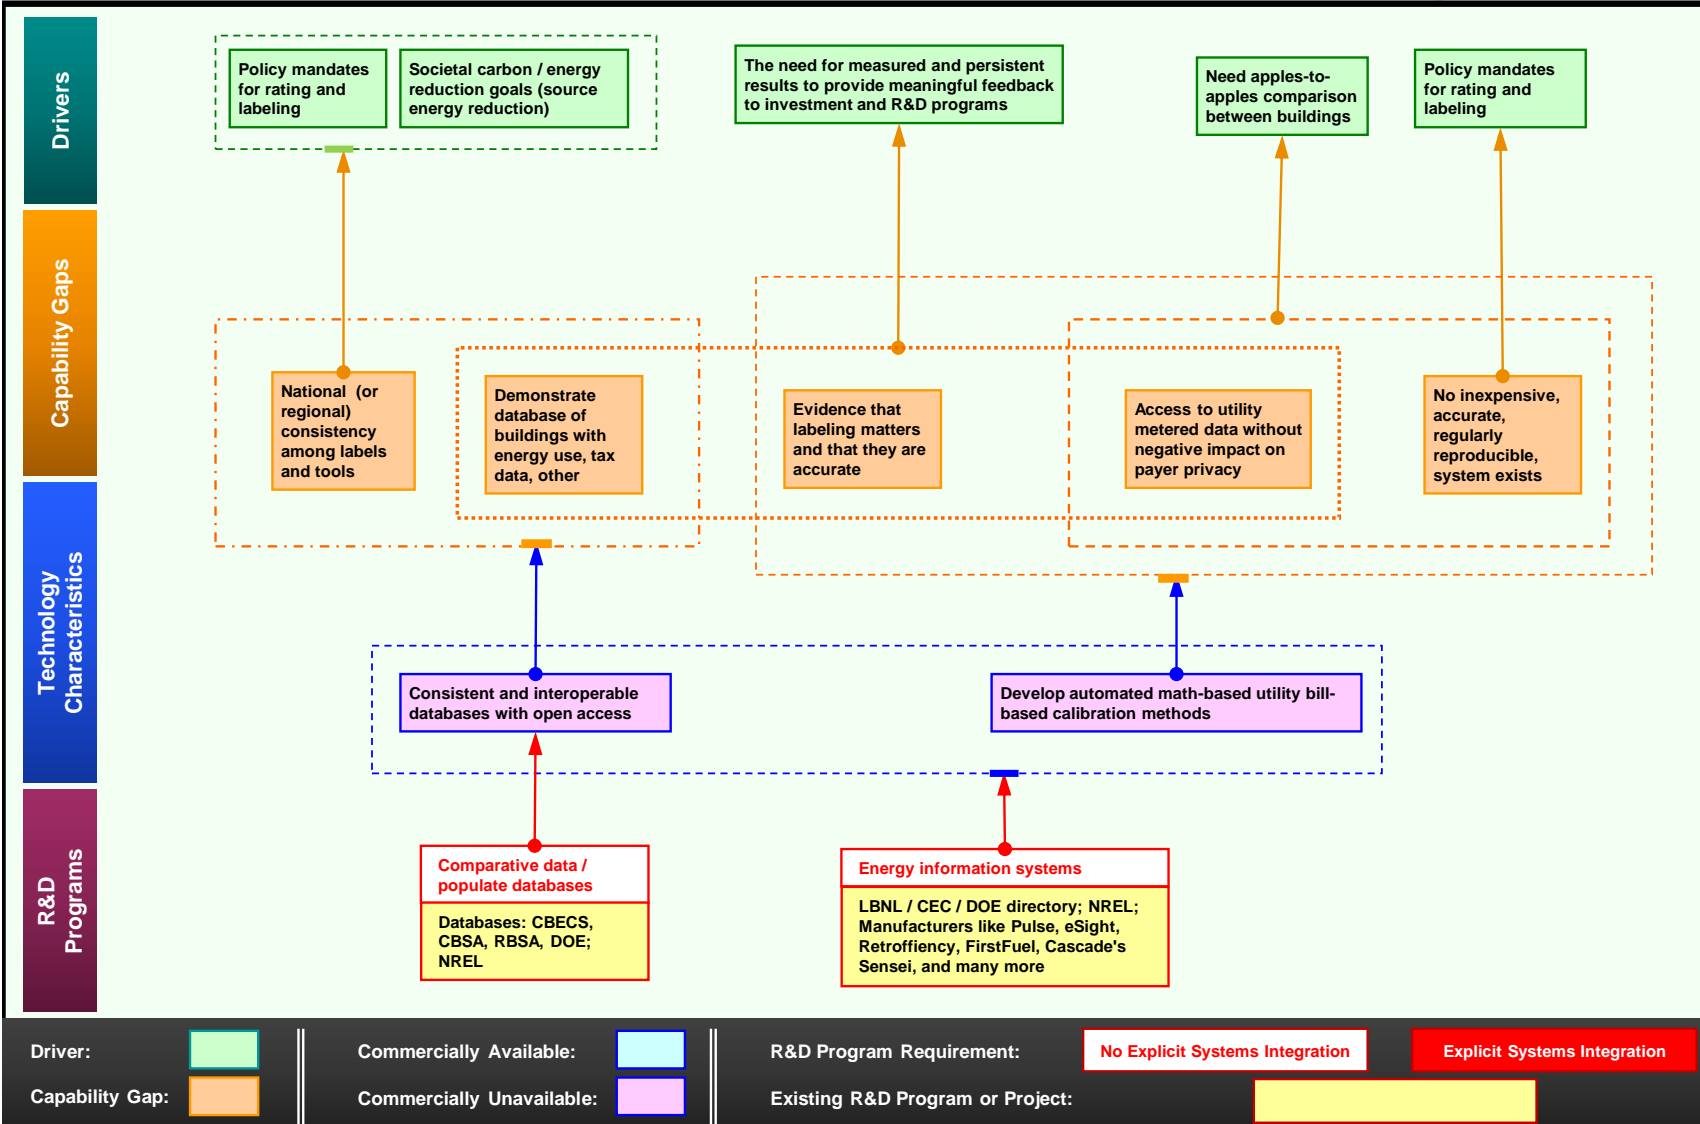 Drivers
Policy mandates
for rating and
labeling
Societal carbon / energy
reduction goals (source
energy reduction)
The need for measured and persistent
results to provide meaningful feedback
to investment and R&D programs
Need apples-to-
apples comparison
between buildings
Policy mandates
for rating and
labeling
Capability Gaps
National (or
regional)
consistency
among labels
and tools
Demonstrate
database of
buildings with
energy use, tax
data, other
Evidence that
labeling matters
and that they are
accurate
Access to utility
metered data without
negative impact on
payer privacy
No inexpensive,
accurate,
regularly
reproducible,
system exists
Technology
Characteristics
Consistent and interoperable
databases with open access
Develop automated math-based utility bill-
based calibration methods
R&D
Programs
Comparative data /
populate databases
Databases: CBECS,
CBSA, RBSA, DOE;
NREL
Energy information systems
LBNL / CEC / DOE directory; NREL;
Manufacturers like Pulse, eSight,
Retroffiency, FirstFuel, Cascade's
Sensei, and many more
Driver:
Capability Gap:
Commercially Available:
Commercially Unavailable:
R&D Program Requirement:
No Explicit Systems Integration
Explicit Systems Integration
Existing R&D Program or Project: